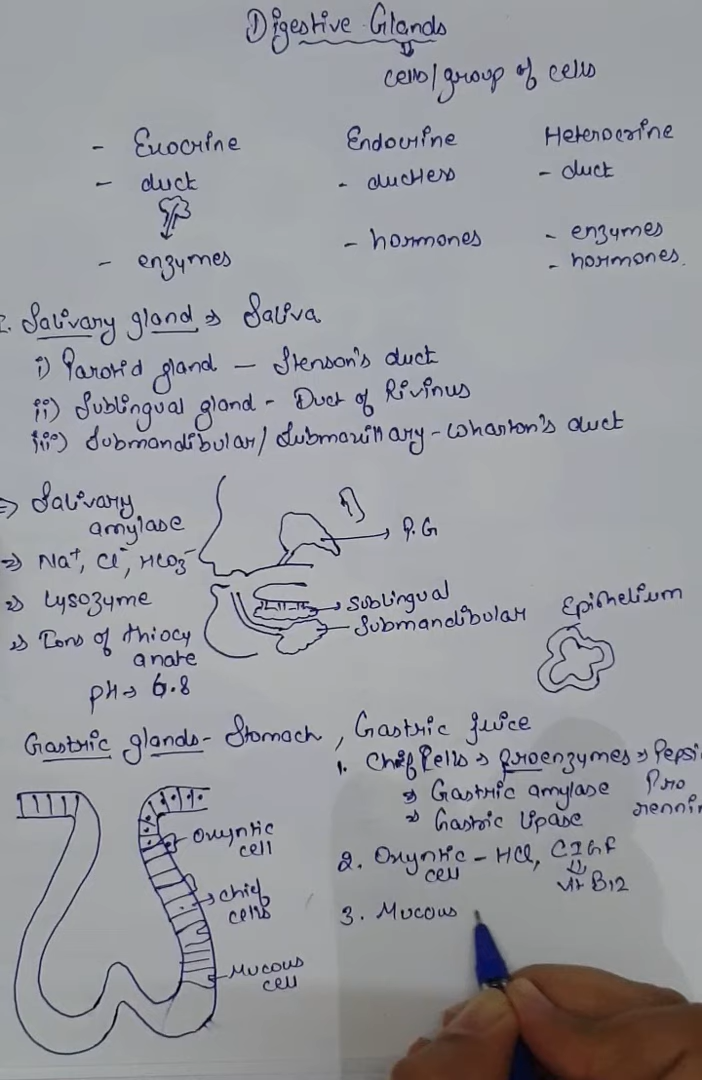 Digestive Glands
cells/group of cells
- Exocrine
- duct
- enzymes
Endocrine
- ductless
- hormones
Heterocrine
- duct
- enzymes
- hormones.
I. Salivary gland → Saliva
i) Parotid gland — Stenson's duct
ii) Sublingual gland - Duct of Rivinus
iii) Submandibular/Submaxillary - Wharton's duct
⇒ Salivary
amylase
→ Na⁺, Cl⁻, HCO₃⁻
→ Lysozyme
→ Ions of thiocy
anate
pH → 6.8
P.G
Sublingual
Submandibular
Epithelium
Gastric glands - Stomach, Gastric juice
1. Chief Cells → proenzymes → Pepsi
Pro
rennin
→ Gastric amylase
→ Gastric lipase
2. Oxyntic - HCl, CIGF
cell
Vit B12
3. Mucous
Oxyntic
cell
Chief
cells
Mucous
cell